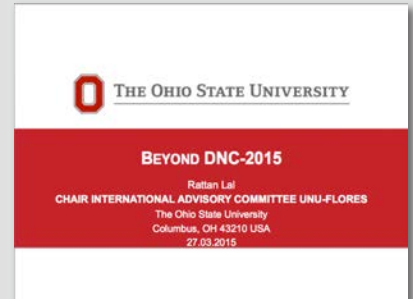 THE OHIO STATE UNIVERSITY
BEYOND DNC-2015
Rattan Lal
CHAIR INTERNATIONAL ADVISORY COMMITTEE UNU-FLORES
The Ohio State University
Columbus, OH 43210 USA
27.03.2015